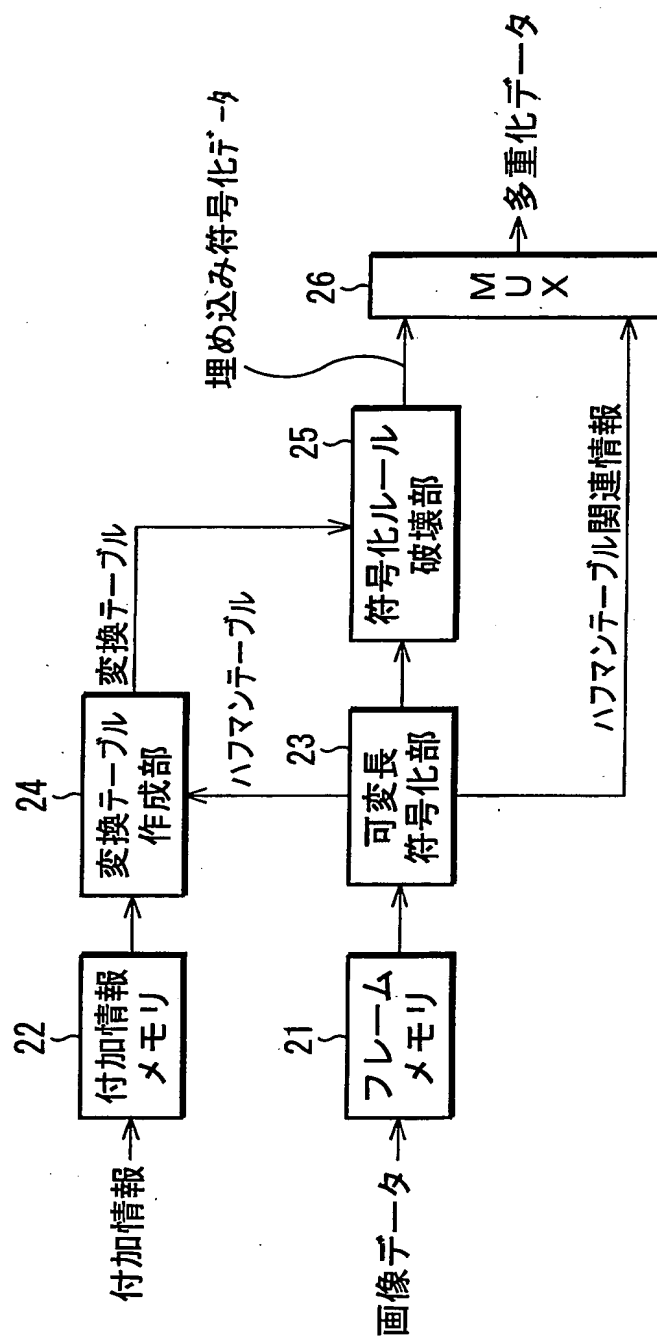 付加情報
22
付加情報
メモリ
24
変換テーブル
作成部
変換テーブル
ハフマンテーブル
画像データ
21
フレーム
メモリ
23
可変長
符号化部
25
符号化ルール
破壊部
埋め込み符号化データ
26
MUX
多重化データ
ハフマンテーブル関連情報